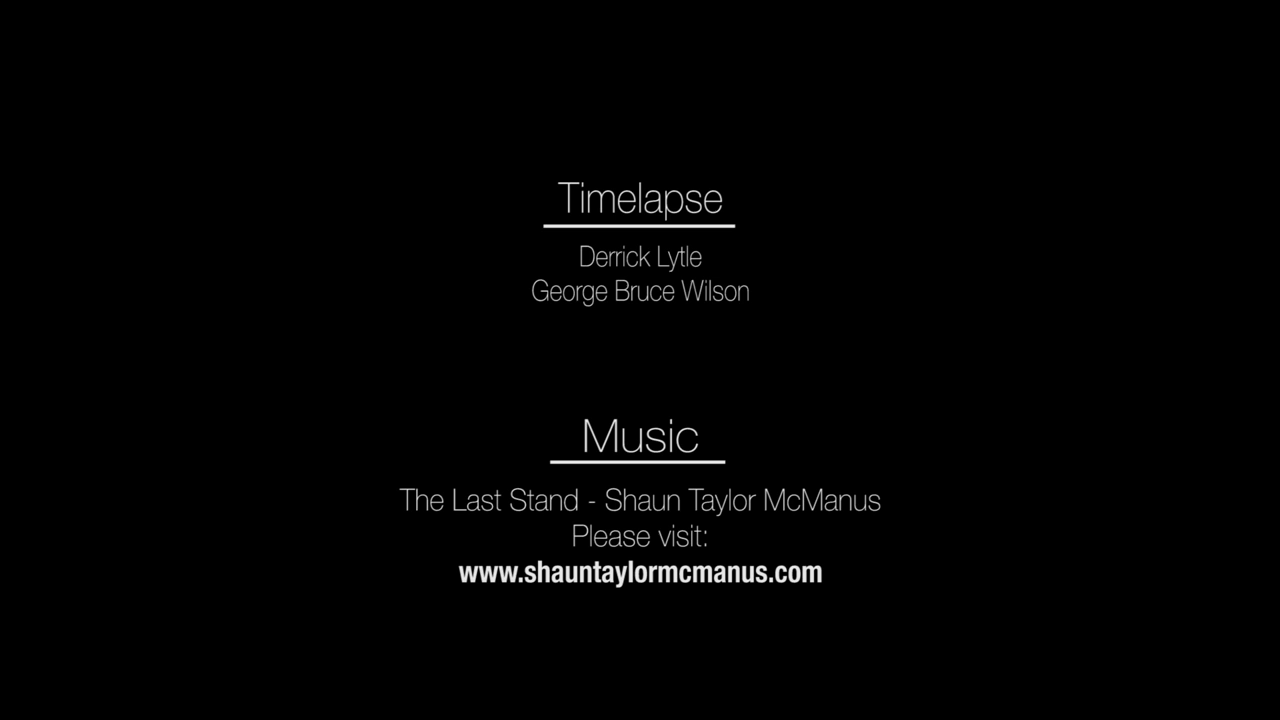 Timelapse
Derrick Lytle
George Bruce Wilson
Music
The Last Stand - Shaun Taylor McManus
Please visit:
www.shauntaylormcmanus.com